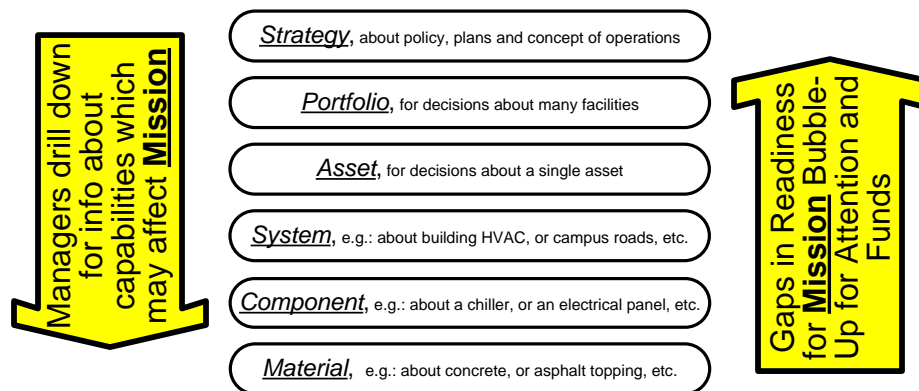 Managers drill down
for info about
capabilities which
may affect Mission
Strategy, about policy, plans and concept of operations
Portfolio, for decisions about many facilities
Asset, for decisions about a single asset
System, e.g.: about building HVAC, or campus roads, etc.
Component, e.g.: about a chiller, or an electrical panel, etc.
Material, e.g.: about concrete, or asphalt topping, etc.
Gaps in Readiness
for Mission Bubble-
Up for Attention and
Funds